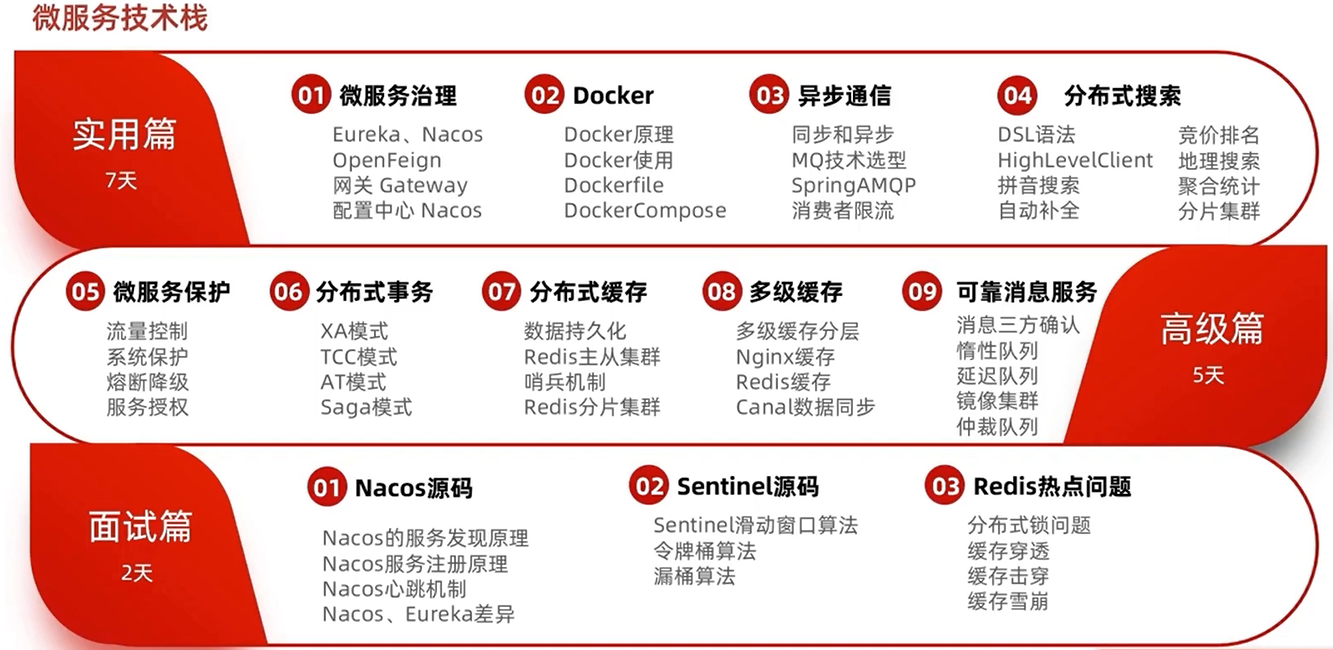 微服务技术栈
实用篇
7天
01 微服务治理
Eureka、Nacos
OpenFeign
网关 Gateway
配置中心 Nacos
02 Docker
Docker原理
Docker使用
Dockerfile
DockerCompose
03 异步通信
同步和异步
MQ技术选型
SpringAMQP
消费者限流
04 分布式搜索
DSL语法
HighLevelClient
拼音搜索
自动补全
竞价排名
地理搜索
聚合统计
分片集群
05 微服务保护
流量控制
系统保护
熔断降级
服务授权
06 分布式事务
XA模式
TCC模式
AT模式
Saga模式
07 分布式缓存
数据持久化
Redis主从集群
哨兵机制
Redis分片集群
08 多级缓存
多级缓存分层
Nginx缓存
Redis缓存
Canal数据同步
09 可靠消息服务
消息三方确认
惰性队列
延迟队列
镜像集群
仲裁队列
高级篇
5天
面试篇
2天
01 Nacos源码
Nacos的服务发现原理
Nacos服务注册原理
Nacos心跳机制
Nacos、Eureka差异
02 Sentinel源码
Sentinel滑动窗口算法
令牌桶算法
漏桶算法
03 Redis热点问题
分布式锁问题
缓存穿透
缓存击穿
缓存雪崩